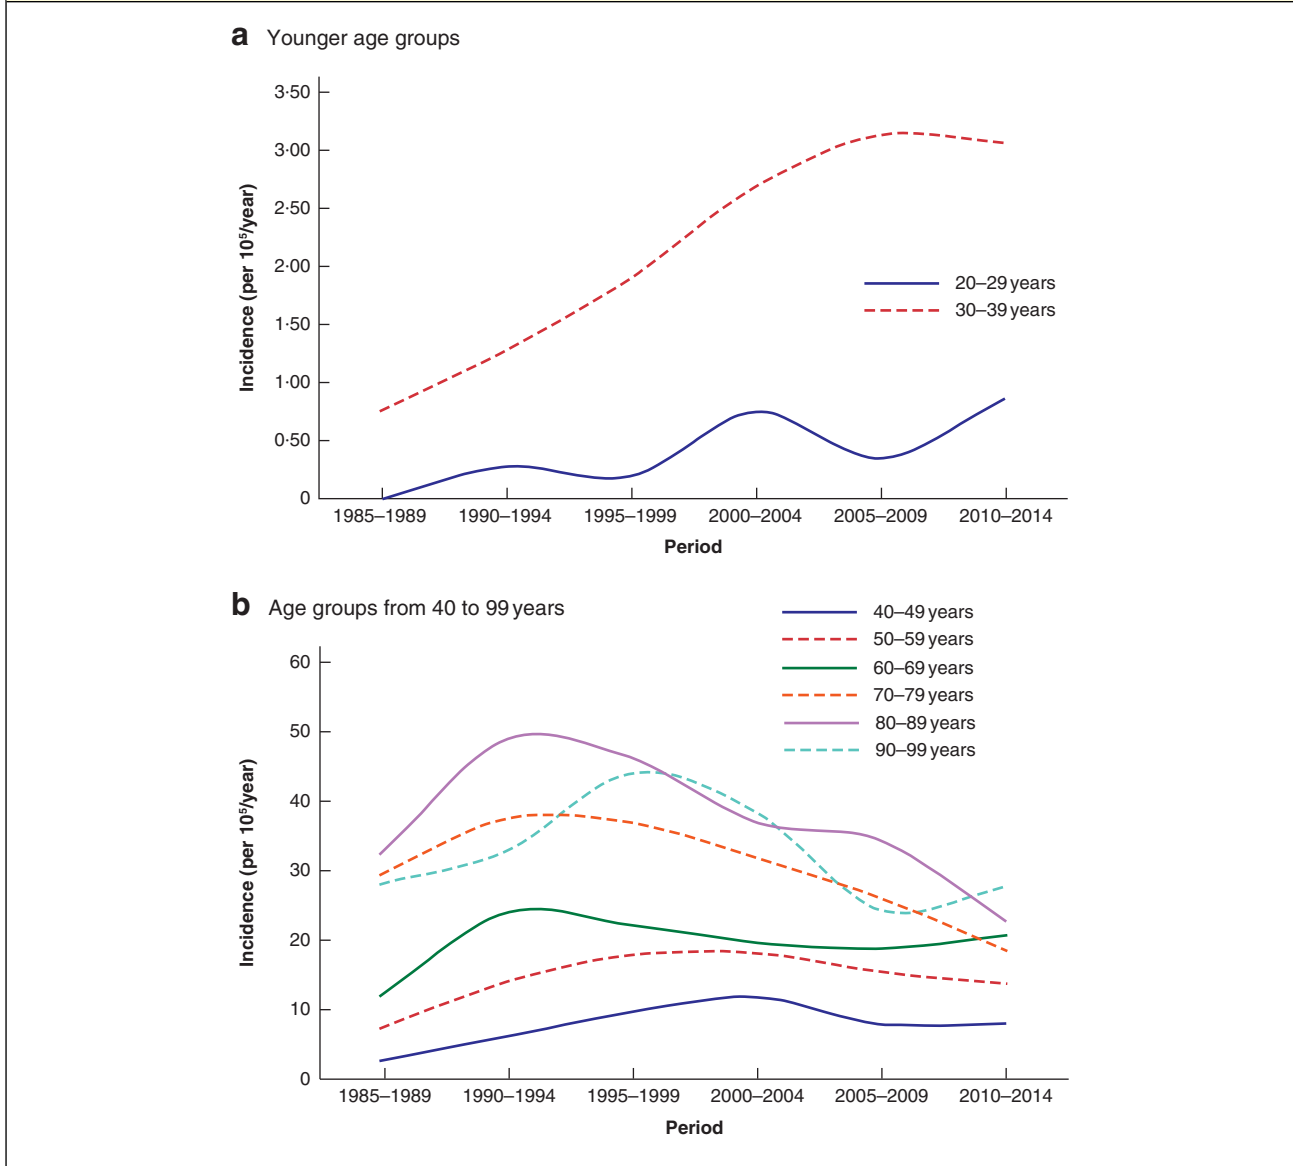 a Younger age groups
3·50
3·00
2·50
2·00
1·50
1·00
0·50
0
Incidence (per 10⁵/year)
20–29 years
30–39 years
1985–1989 1990–1994 1995–1999 2000–2004 2005–2009 2010–2014
Period
b Age groups from 40 to 99 years
40–49 years
50–59 years
60–69 years
70–79 years
80–89 years
90–99 years
60
50
40
30
20
10
0
Incidence (per 10⁵/year)
1985–1989 1990–1994 1995–1999 2000–2004 2005–2009 2010–2014
Period